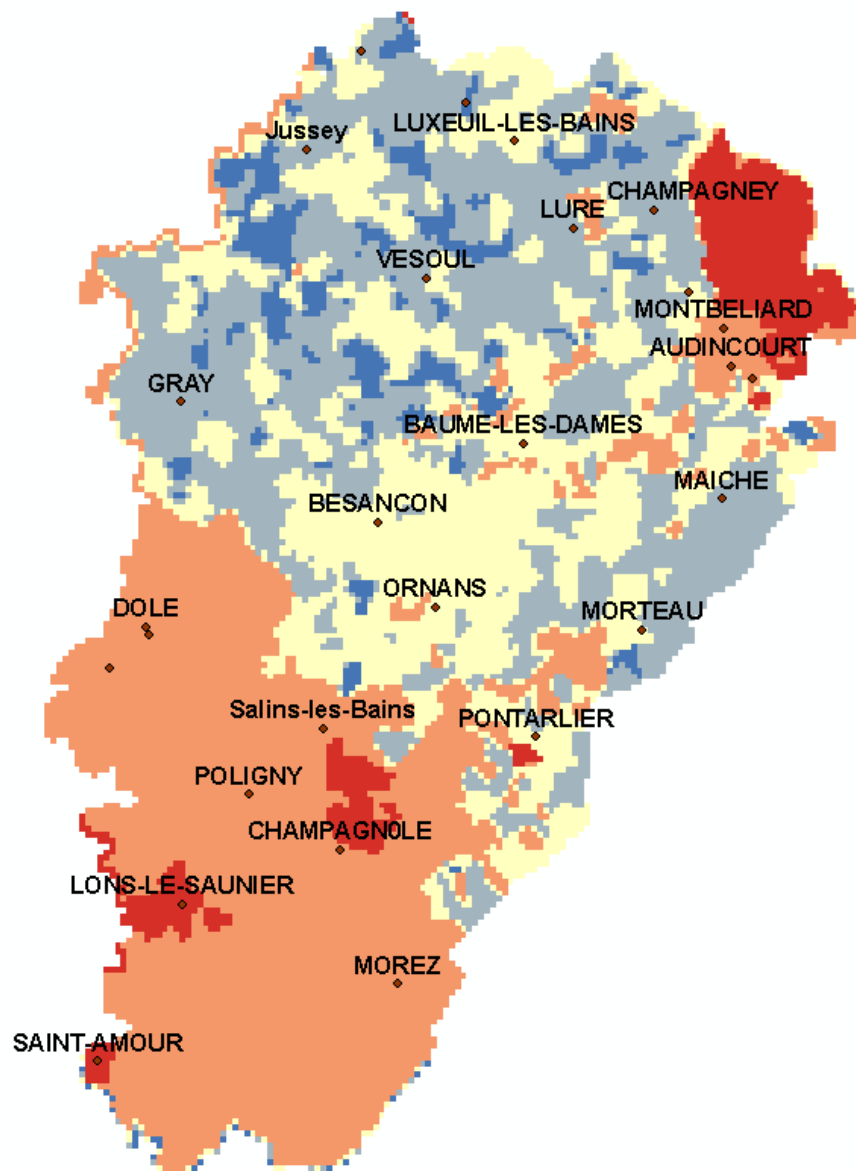 LUXEUIL-LES-BAINS
Jussey
CHAMPAGNEY
LURE
VESOUL
MONTBELIARD
AUDINCOURT
GRAY
BAUME-LES-DAMES
MAICHE
BESANCON
ORNANS
DOLE
MORTEAU
Salins-les-Bains
PONTARLIER
POLIGNY
CHAMPAGN0LE
LONS-LE-SAUNIER
MOREZ
SAINT-AMOUR